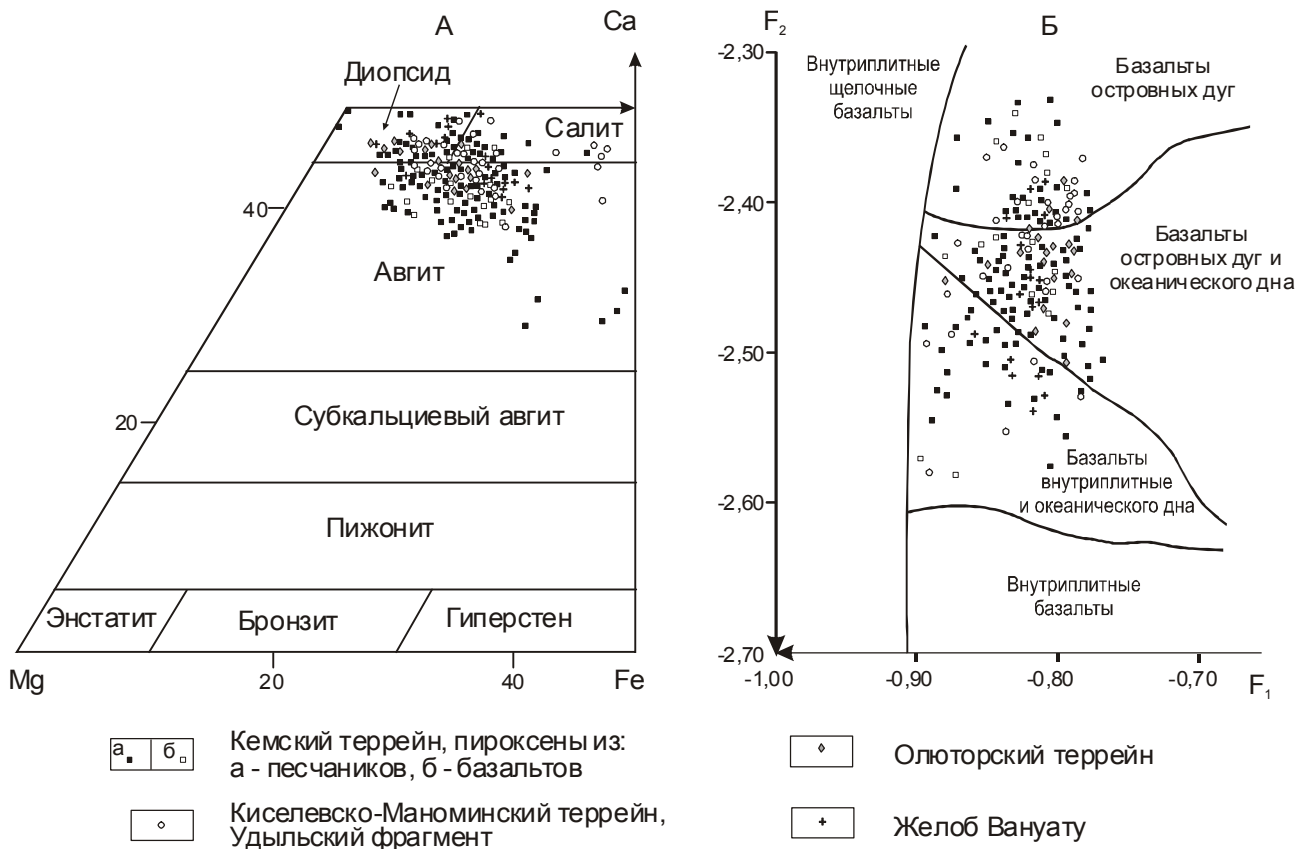 А
Ca
Диопсид
Салит
40
Авгит
20
Субкальциевый авгит
Пижонит
Энстатит
Бронзит
Гиперстен
Mg
20
40
Fe
F2
Б
-2,30
Внутриплитные
щелочные
базальты
Базальты
островных дуг
-2,40
Базальты
островных дуг и
океанического дна
-2,50
Базальты
внутриплитные
и океанического дна
-2,60
Внутриплитные
базальты
-2,70
-1,00
-0,90
-0,80
-0,70
F1
а
б
Кемский террейн, пироксены из:
а - песчаников, б - базальтов
Киселевско-Маноминский террейн,
Удыльский фрагмент
Олюторский террейн
Желоб Вануату